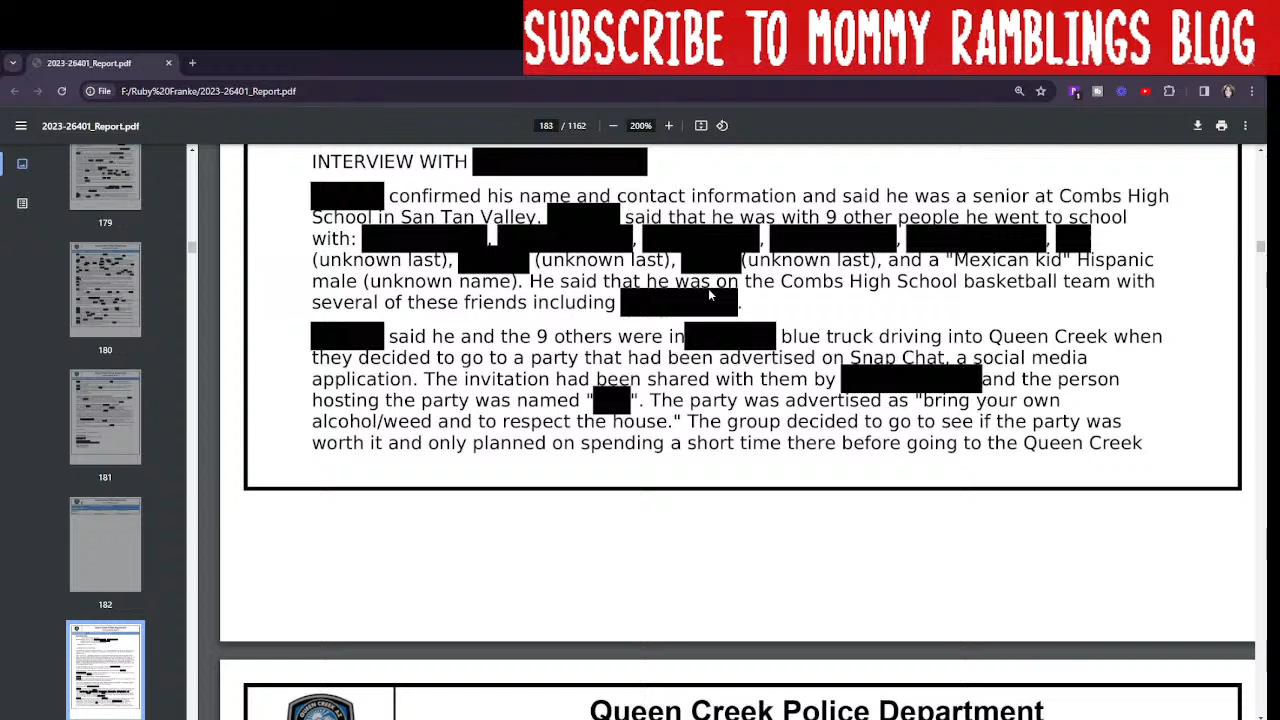 SUBSCRIBE TO MOMMY RAMBLINGS BLOG
2023-26401_Report.pdf
File F:/Ruby%20Franke/2023-26401_Report.pdf
2023-26401_Report.pdf 183 / 1162 200%
179
180
181
182
INTERVIEW WITH
confirmed his name and contact information and said he was a senior at Combs High
School in San Tan Valley. said that he was with 9 other people he went to school
with: , , , , ,
(unknown last), (unknown last), (unknown last), and a "Mexican kid" Hispanic
male (unknown name). He said that he was on the Combs High School basketball team with
several of these friends including .
said he and the 9 others were in blue truck driving into Queen Creek when
they decided to go to a party that had been advertised on Snap Chat, a social media
application. The invitation had been shared with them by and the person
hosting the party was named " ". The party was advertised as "bring your own
alcohol/weed and to respect the house." The group decided to go to see if the party was
worth it and only planned on spending a short time there before going to the Queen Creek
Queen Creek Police Department
QUEEN CREEK